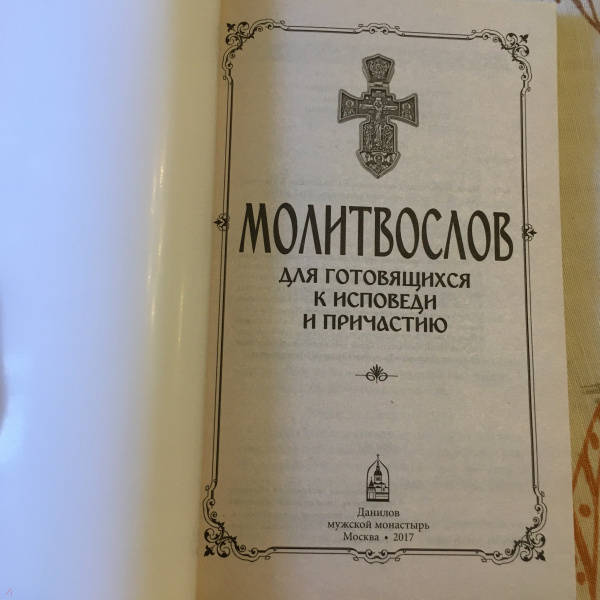 МОЛИТВОСЛОВ
ДЛЯ ГОТОВЯЩИХСЯ
К ИСПОВЕДИ
И ПРИЧАСТИЮ
Данилов
мужской монастырь
Москва • 2017